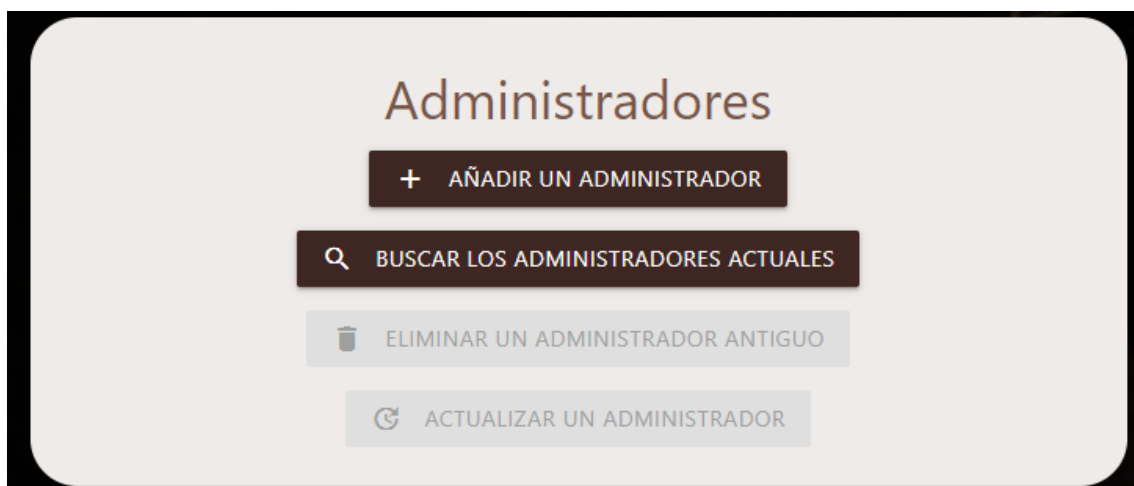 Administradores
AÑADIR UN ADMINISTRADOR
BUSCAR LOS ADMINISTRADORES ACTUALES
ELIMINAR UN ADMINISTRADOR ANTIGUO
ACTUALIZAR UN ADMINISTRADOR